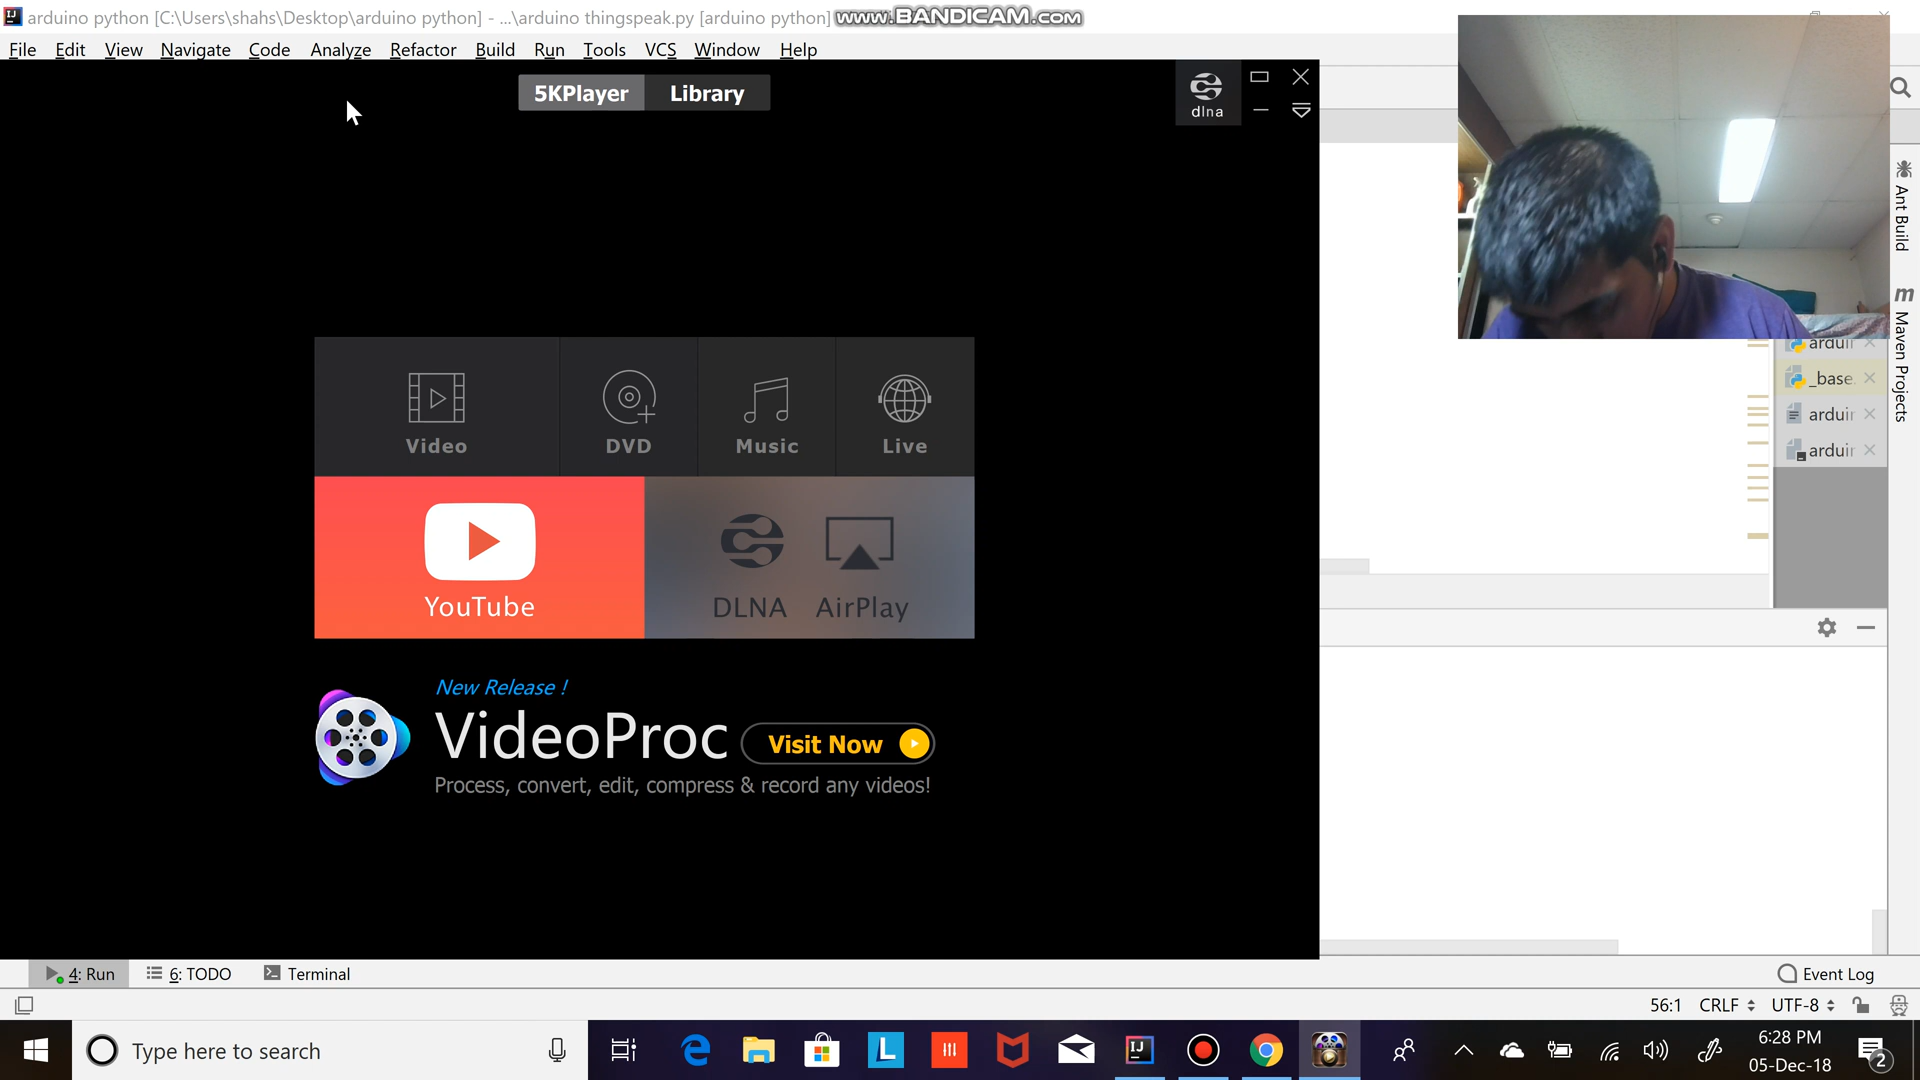 arduino python [C:\Users\shahs\Desktop\arduino python] - ...\arduino thingspeak.py [arduino python]
www.BANDICAM.com
File Edit View Navigate Code Analyze Refactor Build Run Tools VCS Window Help
5KPlayer Library
dlna
Video DVD Music Live
YouTube
DLNA AirPlay
New Release !
VideoProc
Visit Now
Process, convert, edit, compress & record any videos!
Ant Build
m Maven Projects
_base.
arduir
arduir
4: Run 6: TODO Terminal Event Log
56:1 CRLF UTF-8
Type here to search
6:28 PM
05-Dec-18
2